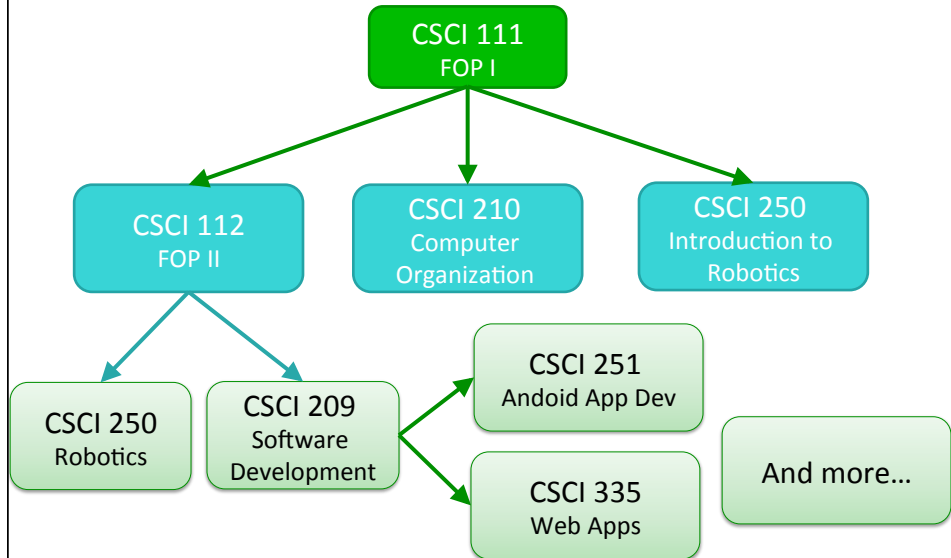 CSCI 111
FOP I
CSCI 112
FOP II
CSCI 210
Computer
Organization
CSCI 250
Introduction to
Robotics
CSCI 250
Robotics
CSCI 209
Software
Development
CSCI 251
Andoid App Dev
CSCI 335
Web Apps
And more...